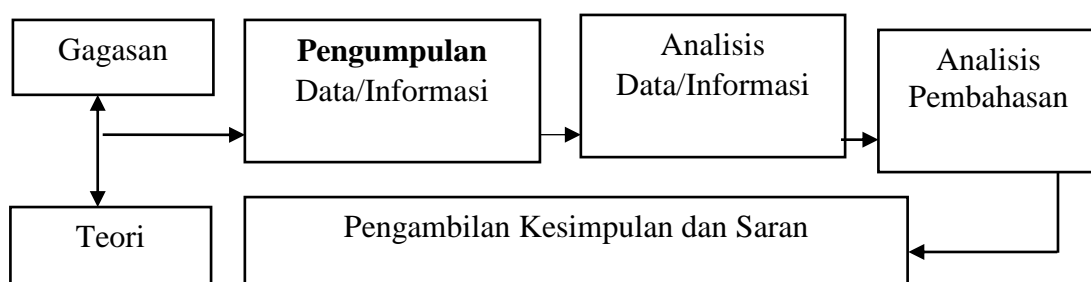 Gagasan
Pengumpulan
Data/Informasi
Analisis
Data/Informasi
Analisis
Pembahasan
Teori
Pengambilan Kesimpulan dan Saran